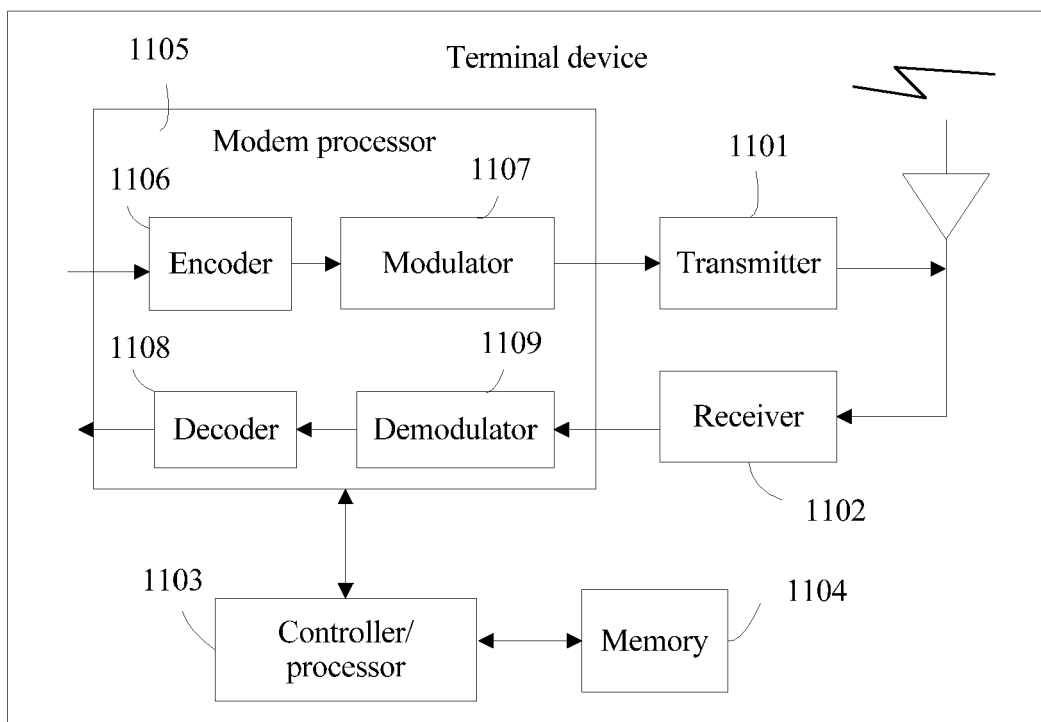 1105
Terminal device
Modem processor
1106
1107
1101
Encoder
Modulator
Transmitter
1108
1109
Decoder
Demodulator
Receiver
1102
1103
1104
Controller/
processor
Memory